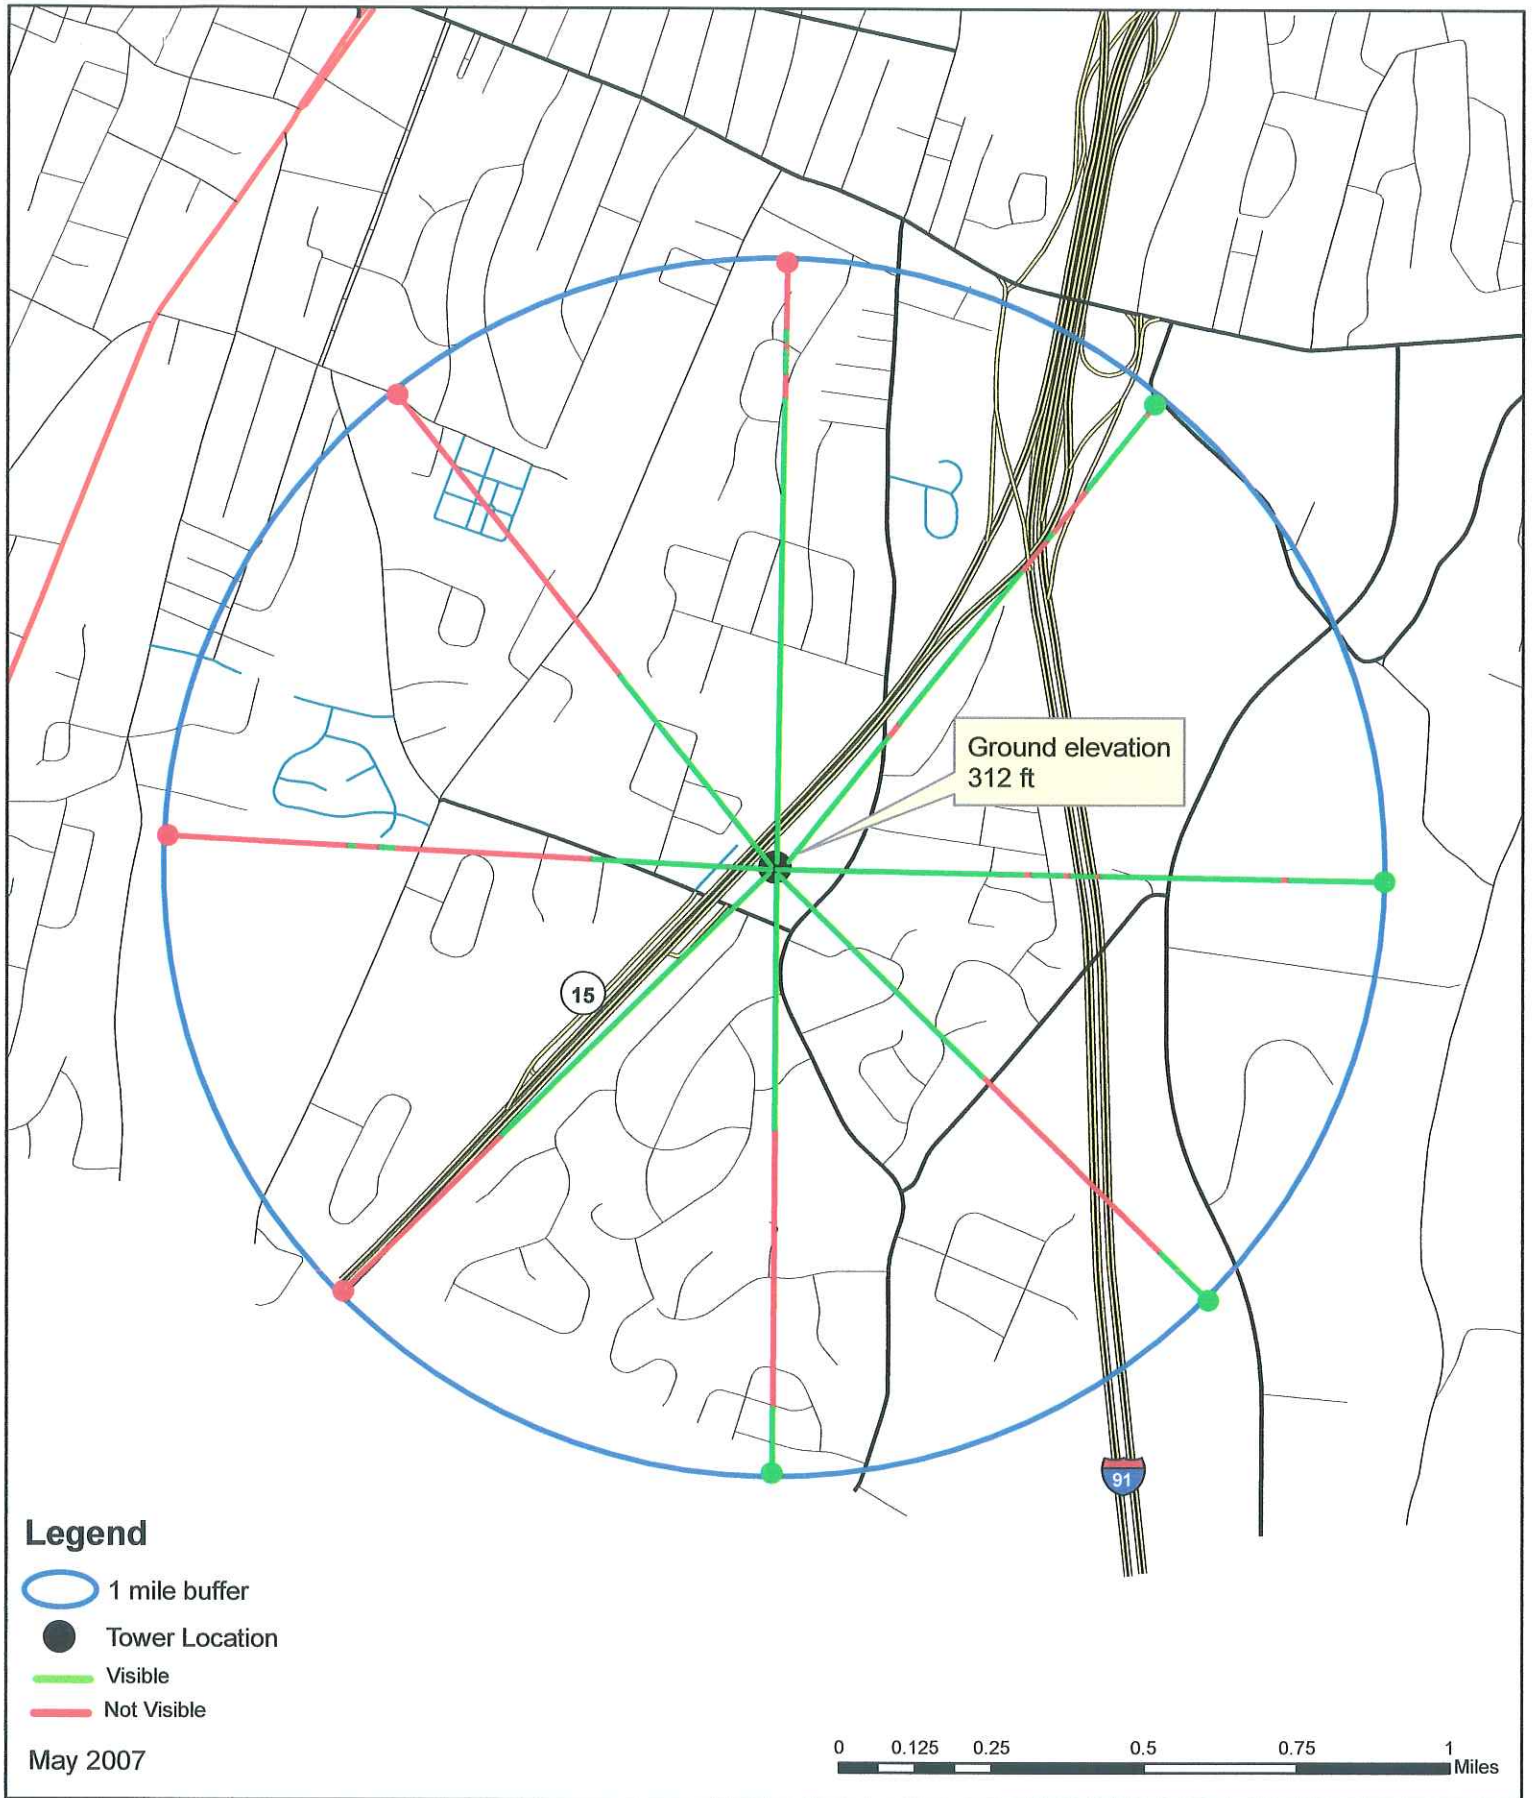 Ground elevation
312 ft
15
91
Legend
1 mile buffer
Tower Location
Visible
Not Visible
May 2007
0 0.125 0.25 0.5 0.75 1
Miles